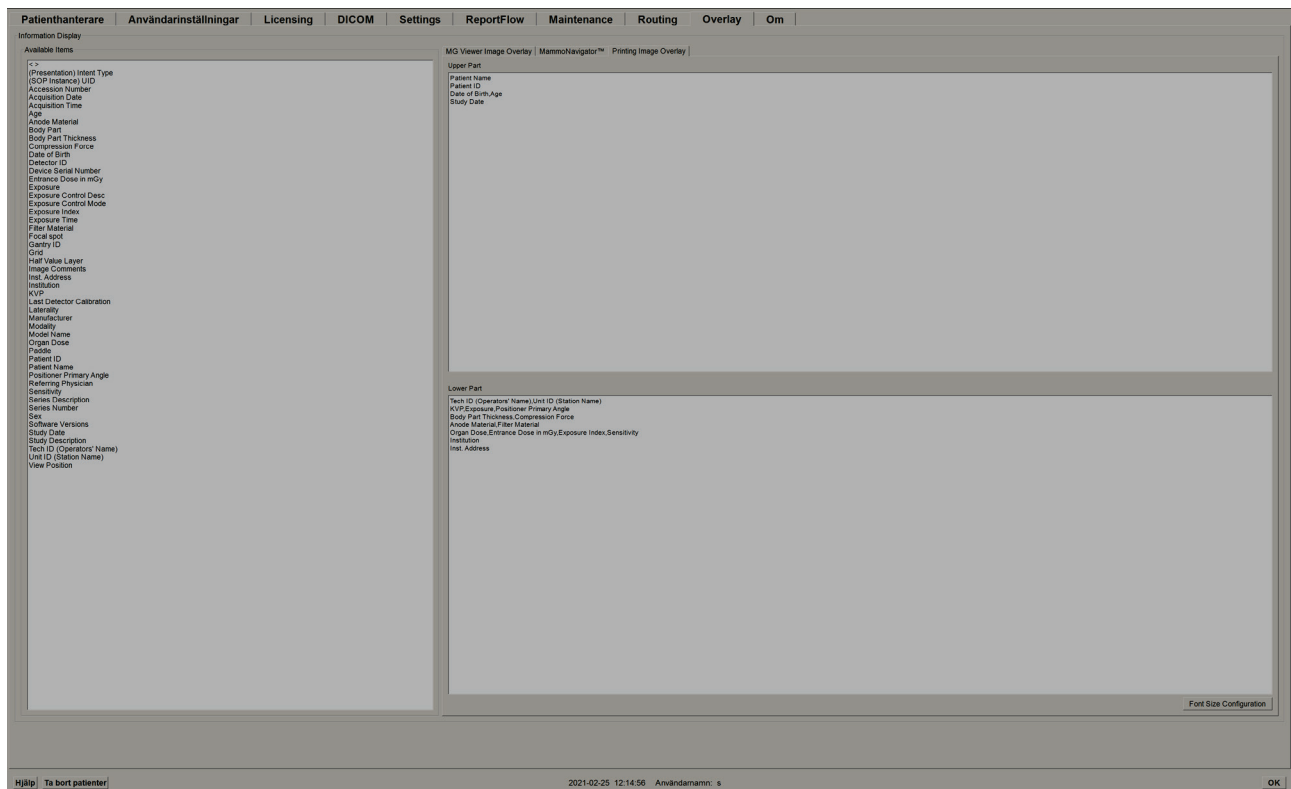 Patienthanterare Användarinställningar Licensing DICOM Settings ReportFlow Maintenance Routing Overlay Om
Information Display
Available Items
< >
(Presentation) Intent Type
(SOP Instance) UID
Accession Number
Acquisition Date
Acquisition Time
Age
Anode Material
Body Part
Body Part Thickness
Compression Force
Date of Birth
Detector ID
Device Serial Number
Entrance Dose in mGy
Exposure
Exposure Control Desc
Exposure Control Mode
Exposure Index
Exposure Time
Filter Material
Focal spot
Gantry ID
Grid
Half Value Layer
Image Comments
Inst. Address
Institution
KVP
Last Detector Calibration
Laterality
Manufacturer
Modality
Model Name
Organ Dose
Paddle
Patient ID
Patient Name
Positioner Primary Angle
Referring Physician
Sensitivity
Series Description
Series Number
Sex
Software Versions
Study Date
Study Description
Tech ID (Operators' Name)
Unit ID (Station Name)
View Position
MG Viewer Image Overlay MammoNavigator™ Printing Image Overlay
Upper Part
Patient Name
Patient ID
Date of Birth,Age
Study Date
Lower Part
Tech ID (Operators' Name),Unit ID (Station Name)
KVP,Exposure,Positioner Primary Angle
Body Part Thickness,Compression Force
Anode Material,Filter Material
Organ Dose,Entrance Dose in mGy,Exposure Index,Sensitivity
Institution
Inst. Address
Font Size Configuration
Hjälp Ta bort patienter 2021-02-25 12:14:56 Användarnamn: s OK